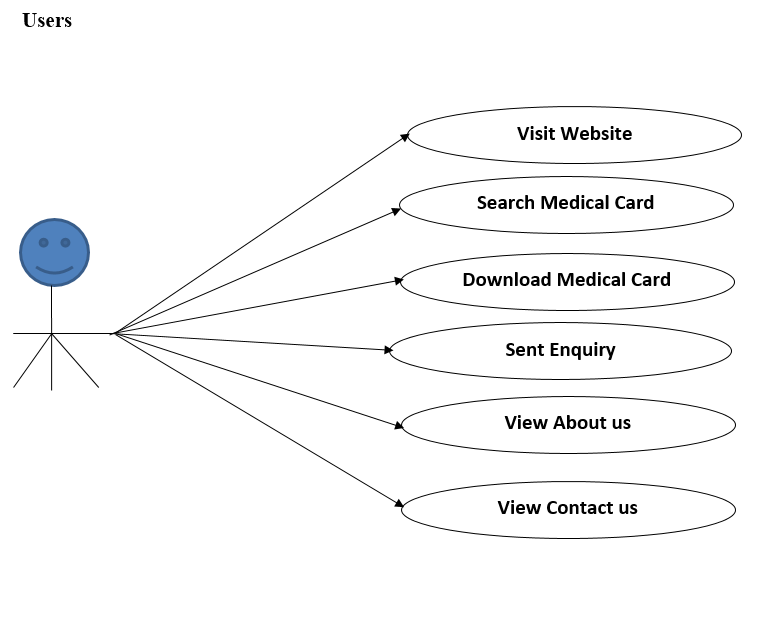 Users
Visit Website
Search Medical Card
Download Medical Card
Sent Enquiry
View About us
View Contact us